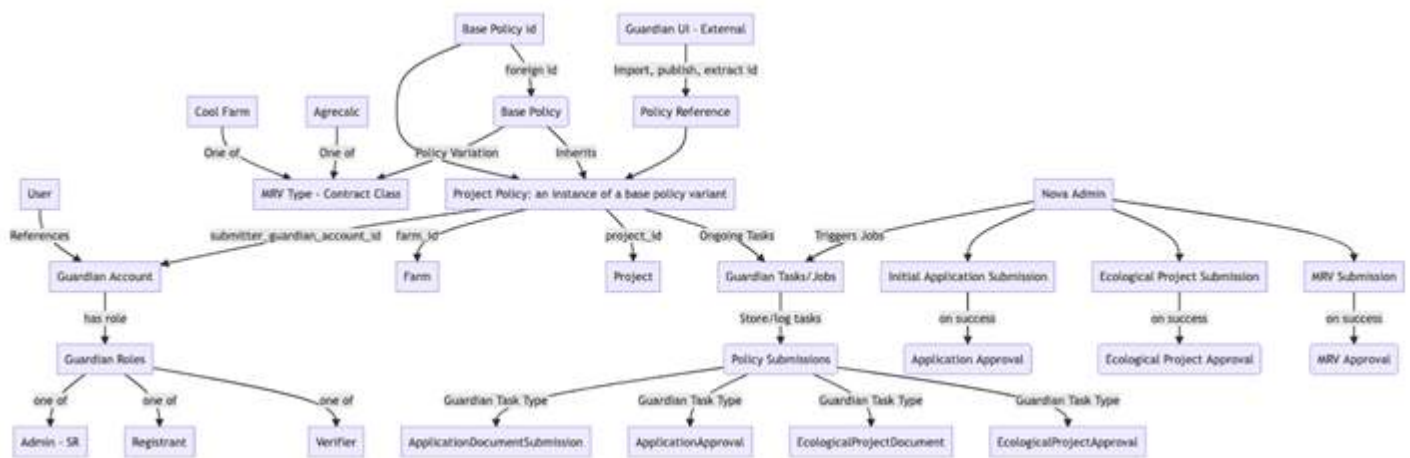 Base Policy id
Guardian UI - External
foreign id
Import, publish, extract id
Cool Farm
Agrecalc
Base Policy
Policy Reference
One of
One of
Policy Variation
Inherits
User
MRV Type - Contract Class
Project Policy: an instance of a base policy variant
Nova Admin
References
submitter_guardian_account_id
farm_id
project_id
Ongoing Tasks
Triggers Jobs
Guardian Account
Farm
Project
Guardian Tasks/Jobs
Initial Application Submission
Ecological Project Submission
MRV Submission
has role
Store/log tasks
on success
on success
on success
Guardian Roles
Policy Submissions
Application Approval
Ecological Project Approval
MRV Approval
one of
one of
one of
Guardian Task Type
Guardian Task Type
Guardian Task Type
Guardian Task Type
Admin - SR
Registrant
Verifier
ApplicationDocumentSubmission
ApplicationApproval
EcologicalProjectDocument
EcologicalProjectApproval